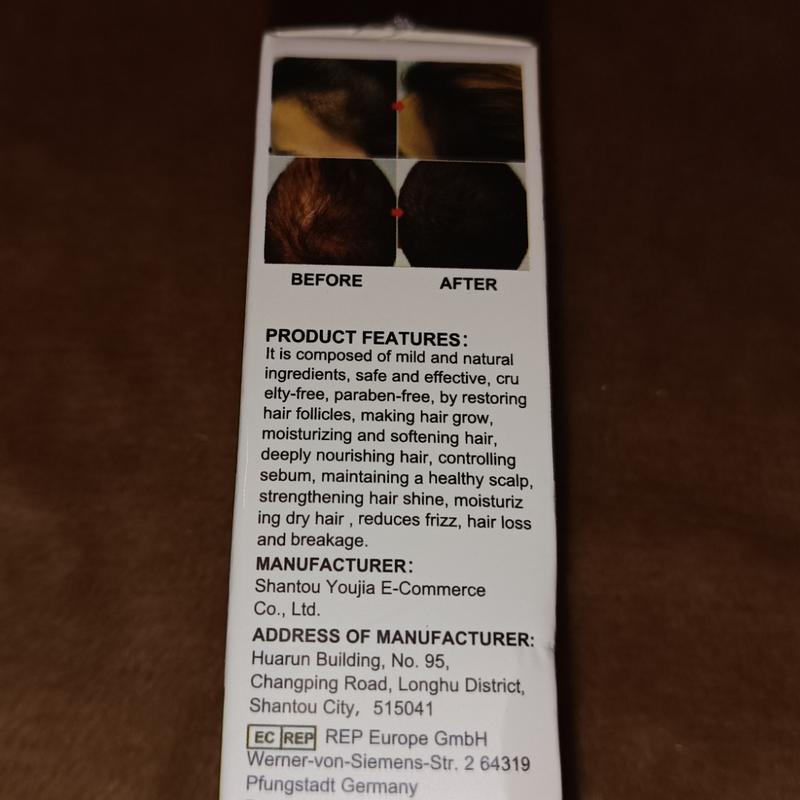 BEFORE AFTER
PRODUCT FEATURES:
It is composed of mild and natural
ingredients, safe and effective, cru
elty-free, paraben-free, by restoring
hair follicles, making hair grow,
moisturizing and softening hair,
deeply nourishing hair, controlling
sebum, maintaining a healthy scalp,
strengthening hair shine, moisturiz
ing dry hair , reduces frizz, hair loss
and breakage.
MANUFACTURER:
Shantou Youjia E-Commerce
Co., Ltd.
ADDRESS OF MANUFACTURER:
Huarun Building, No. 95,
Changping Road, Longhu District,
Shantou City, 515041
EC REP REP Europe GmbH
Werner-von-Siemens-Str. 2 64319
Pfungstadt Germany